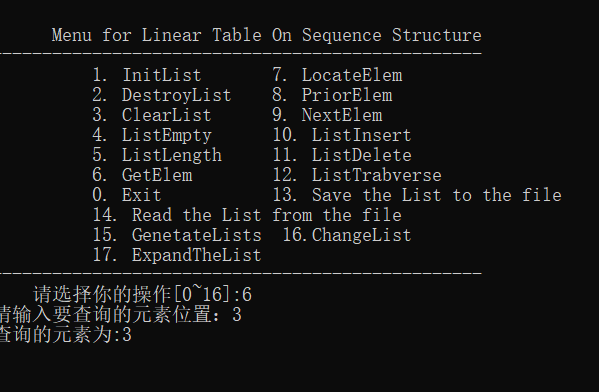 Menu for Linear Table On Sequence Structure
-------------------------------------------------
1. InitList 7. LocateElem
2. DestroyList 8. PriorElem
3. ClearList 9. NextElem
4. ListEmpty 10. ListInsert
5. ListLength 11. ListDelete
6. GetElem 12. ListTrabverse
0. Exit 13. Save the List to the file
14. Read the List from the file
15. GenetateLists 16.ChangeList
17. ExpandTheList
-------------------------------------------------
请选择你的操作[0~16]:6
请输入要查询的元素位置：3
查询的元素为:3